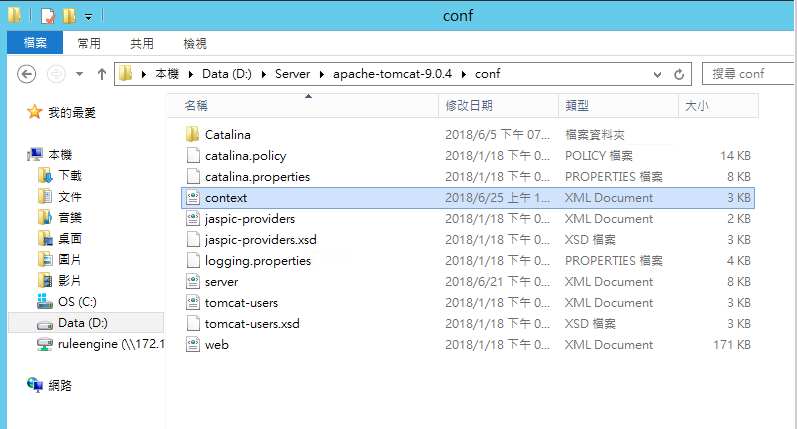 conf
檔案 常用 共用 檢視
本機 Data (D:) Server apache-tomcat-9.0.4 conf 搜尋 conf
我的最愛
本機
下載
文件
音樂
桌面
圖片
影片
OS (C:)
Data (D:)
ruleengine (\\172.1
網路
名稱 修改日期 類型 大小
Catalina 2018/6/5 下午 07... 檔案資料夾
catalina.policy 2018/1/18 下午 0... POLICY 檔案 14 KB
catalina.properties 2018/1/18 下午 0... PROPERTIES 檔案 8 KB
context 2018/6/25 上午 1... XML Document 3 KB
jaspic-providers 2018/1/18 下午 0... XML Document 2 KB
jaspic-providers.xsd 2018/1/18 下午 0... XSD 檔案 3 KB
logging.properties 2018/1/18 下午 0... PROPERTIES 檔案 4 KB
server 2018/6/21 下午 0... XML Document 8 KB
tomcat-users 2018/1/18 下午 0... XML Document 3 KB
tomcat-users.xsd 2018/1/18 下午 0... XSD 檔案 3 KB
web 2018/1/18 下午 0... XML Document 171 KB